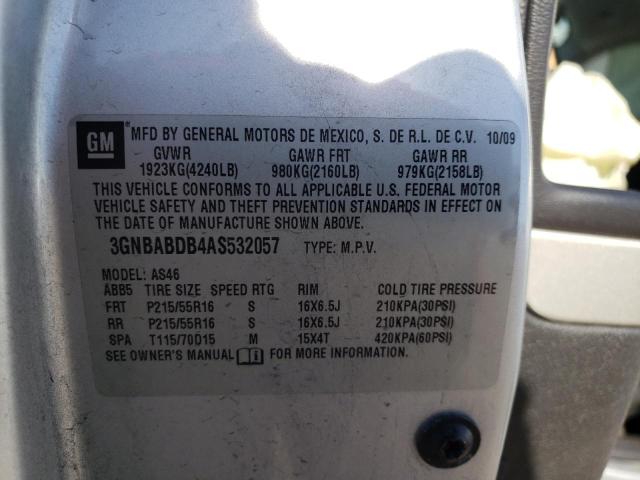 GM ® MFD BY GENERAL MOTORS DE MEXICO, S. DE R.L. DE C.V. 10/09
GVWR GAWR FRT GAWR RR
1923KG(4240LB) 980KG(2160LB) 979KG(2158LB)
THIS VEHICLE CONFORMS TO ALL APPLICABLE U.S. FEDERAL MOTOR
VEHICLE SAFETY AND THEFT PREVENTION STANDARDS IN EFFECT ON
THE DATE OF MANUFACTURE SHOWN ABOVE.
3GNBABDB4AS532057 TYPE: M.P.V.
MODEL: AS46
ABB5 TIRE SIZE SPEED RTG RIM COLD TIRE PRESSURE
FRT P215/55R16 S 16X6.5J 210KPA(30PSI)
RR P215/55R16 S 16X6.5J 210KPA(30PSI)
SPA T115/70D15 M 15X4T 420KPA(60PSI)
SEE OWNER'S MANUAL FOR MORE INFORMATION.